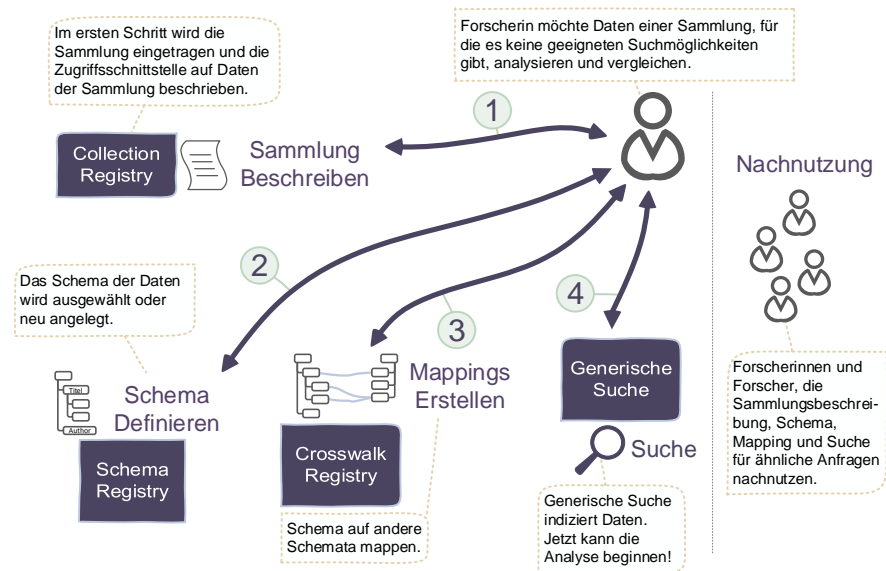 Im ersten Schritt wird die
Sammlung eingetragen und die
Zugriffsschnittstelle auf Daten
der Sammlung beschrieben.
Forscherin möchte Daten einer Sammlung, für
die es keine geeigneten Suchmöglichkeiten
gibt, analysieren und vergleichen.
1
Collection
Registry
Sammlung
Beschreiben
Nachnutzung
2
Das Schema der Daten
wird ausgewählt oder
neu angelegt.
3
4
Titel
Author
Schema
Definieren
Schema
Registry
Mappings
Erstellen
Crosswalk
Registry
Schema auf andere
Schemata mappen.
Generische
Suche
Suche
Generische Suche
indiziert Daten.
Jetzt kann die
Analyse beginnen!
Forscherinnen und
Forscher, die
Sammlungsbeschrei-
bung, Schema,
Mapping und Suche
für ähnliche Anfragen
nachnutzen.